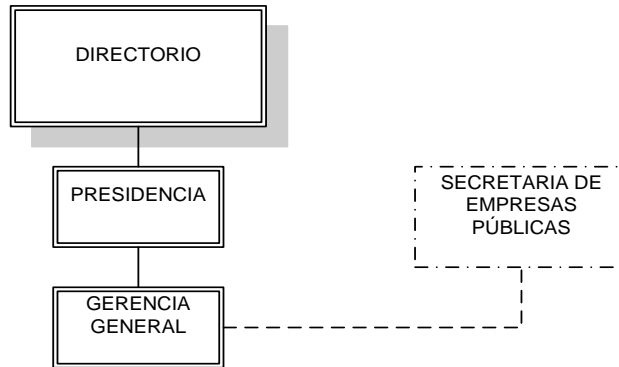 DIRECTORIO
PRESIDENCIA
SECRETARIA DE
EMPRESAS
PÚBLICAS
GERENCIA
GENERAL